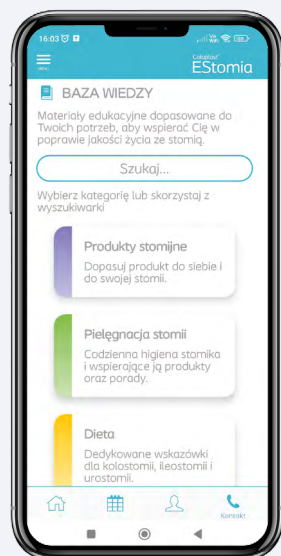 16:03
MENU
Coloplast®
EStomia
BAZA WIEDZY
Materiały edukacyjne dopasowane do
Twoich potrzeb, aby wspierać Cię w
poprawie jakości życia ze stomią.
Szukaj...
Wybierz kategorię lub skorzystaj z
wyszukiwarki
Produkty stomijne
Dopasuj produkt do siebie i
do swojej stomii.
Pielęgnacja stomii
Codzienna higiena stomika
i wspierające ją produkty
oraz porady.
Dieta
Dedykowane wskazówki
dla kolostomii, ileostomii i
urostomii.
Kontakt